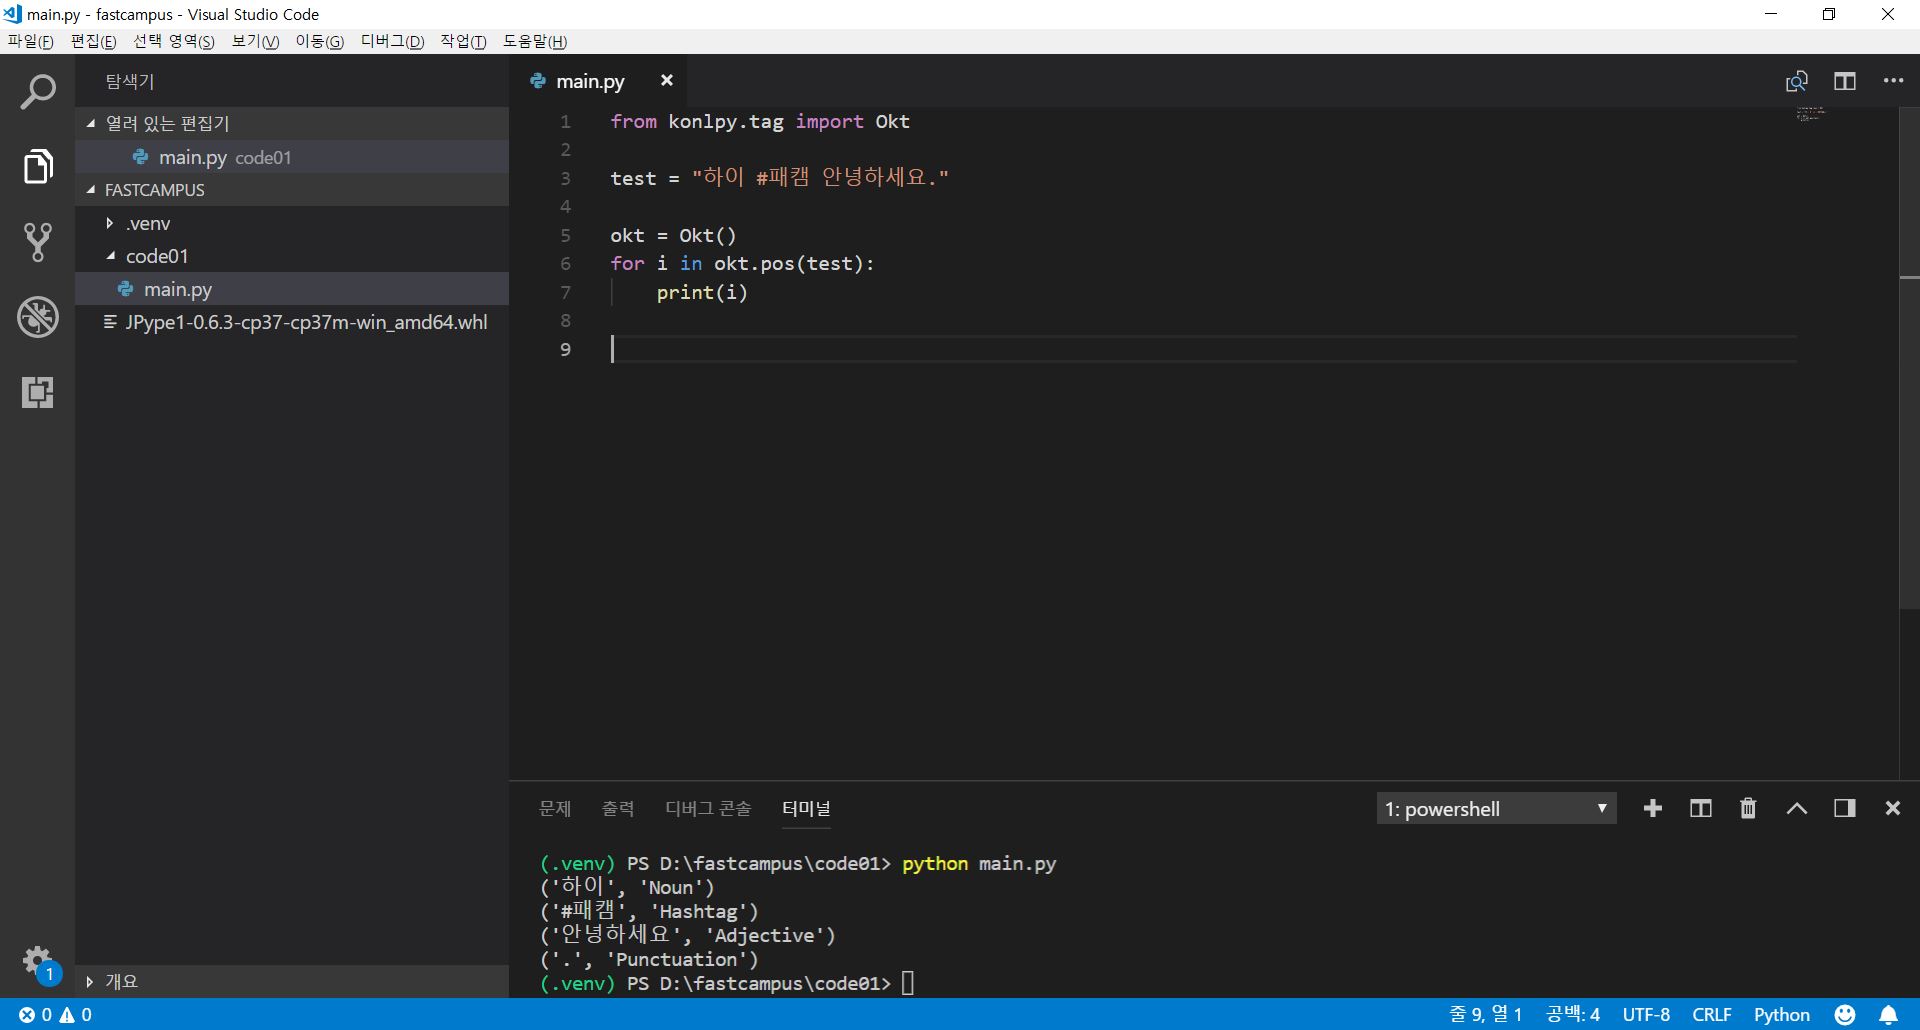 main.py - fastcampus - Visual Studio Code
파일(F) 편집(E) 선택 영역(S) 보기(V) 이동(G) 디버그(D) 작업(T) 도움말(H)
탐색기
열려 있는 편집기
main.py code01
FASTCAMPUS
.venv
code01
main.py
JPype1-0.6.3-cp37-cp37m-win_amd64.whl
개요
1
main.py
1 from konlpy.tag import Okt
2
3 test = "하이 #패캠 안녕하세요."
4
5 okt = Okt()
6 for i in okt.pos(test):
7     print(i)
8
9
문제 출력 디버그 콘솔 터미널
1: powershell
(.venv) PS D:\fastcampus\code01> python main.py
('하이', 'Noun')
('#패캠', 'Hashtag')
('안녕하세요', 'Adjective')
('.', 'Punctuation')
(.venv) PS D:\fastcampus\code01>
0 0
줄 9, 열 1 공백: 4 UTF-8 CRLF Python